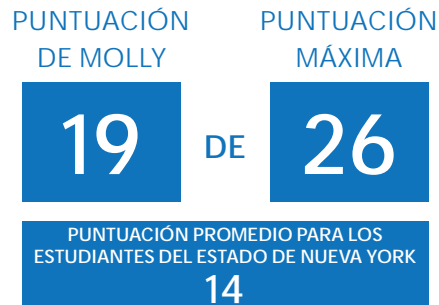 PUNTUACIÓN
DE MOLLY
PUNTUACIÓN
MÁXIMA
19 DE 26
PUNTUACIÓN PROMEDIO PARA LOS
ESTUDIANTES DEL ESTADO DE NUEVA YORK
14